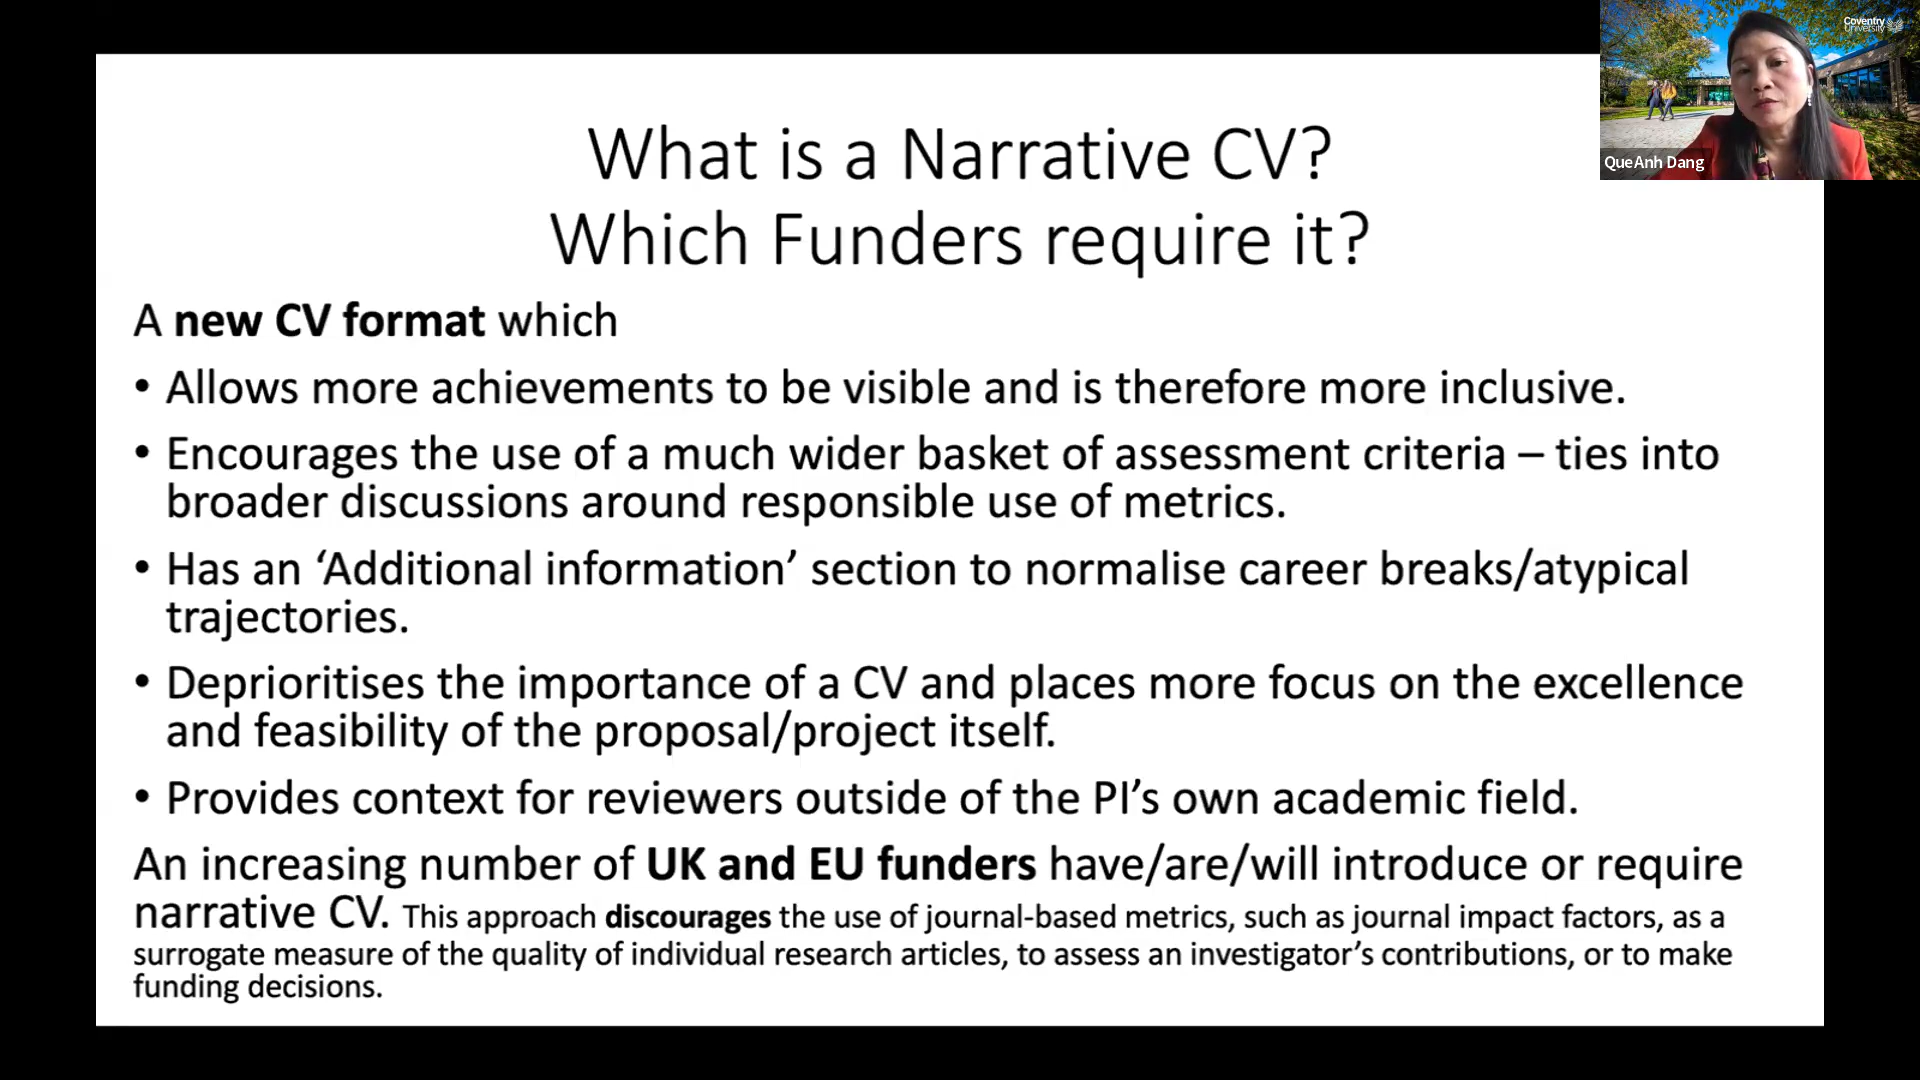 Coventry
University
QueAnh Dang
What is a Narrative CV?
Which Funders require it?
A new CV format which
• Allows more achievements to be visible and is therefore more inclusive.
• Encourages the use of a much wider basket of assessment criteria – ties into
broader discussions around responsible use of metrics.
• Has an ‘Additional information’ section to normalise career breaks/atypical
trajectories.
• Deprioritises the importance of a CV and places more focus on the excellence
and feasibility of the proposal/project itself.
• Provides context for reviewers outside of the PI’s own academic field.
An increasing number of UK and EU funders have/are/will introduce or require
narrative CV. This approach discourages the use of journal-based metrics, such as journal impact factors, as a
surrogate measure of the quality of individual research articles, to assess an investigator’s contributions, or to make
funding decisions.